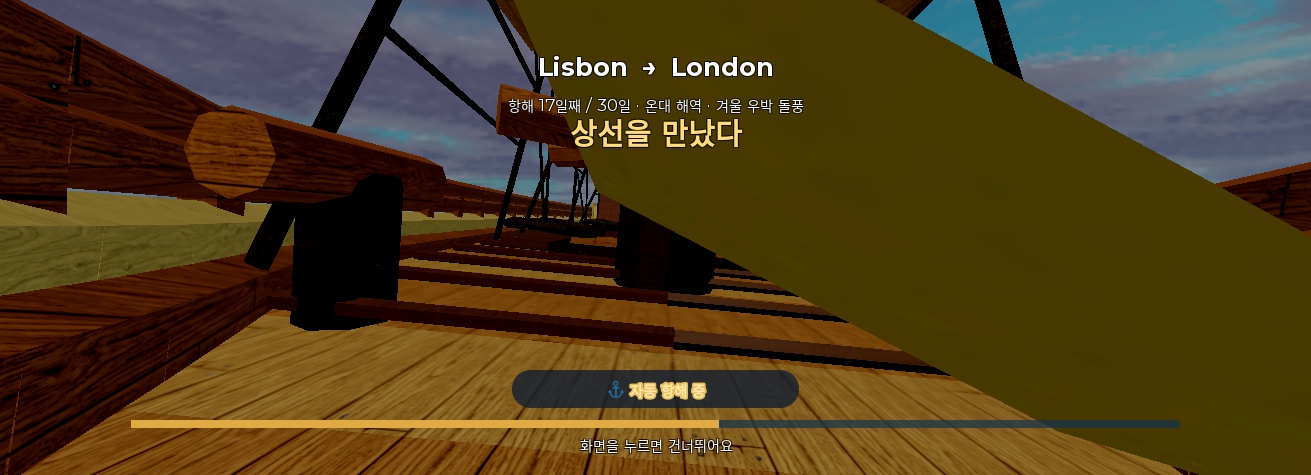 Lisbon → London
항해 17일째 / 30일 · 온대 해역 · 겨울 우박 돌풍
상선을 만났다
⚓ 자동 항해 중
화면을 누르면 건너뛰어요